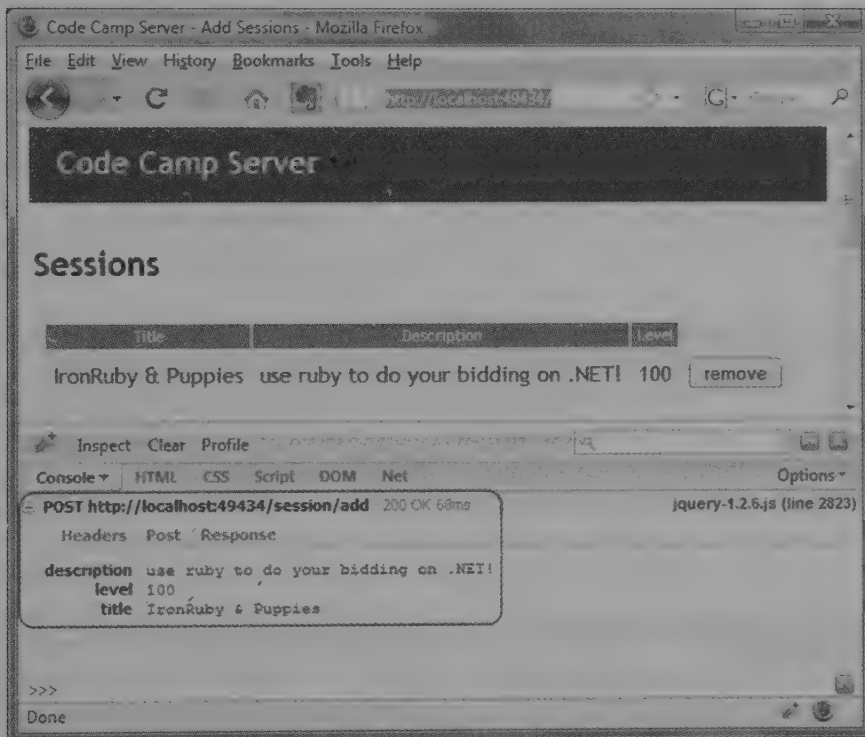 Code Camp Server - Add Sessions - Mozilla Firefox
File Edit View History Bookmarks Tools Help
http://localhost:49434/
Code Camp Server
Sessions
Title Description Level
IronRuby & Puppies use ruby to do your bidding on .NET! 100 remove
Inspect Clear Profile
Console HTML CSS Script DOM Net Options
POST http://localhost:49434/session/add 200 OK 68ms jquery-1.2.6.js (line 2823)
Headers Post Response
description use ruby to do your bidding on .NET!
level 100
title IronRuby & Puppies
>>>
Done